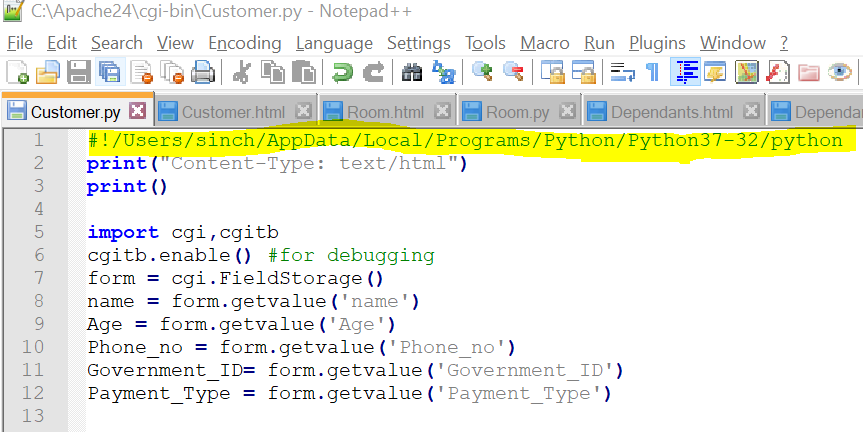 C:\Apache24\cgi-bin\Customer.py - Notepad++
File Edit Search View Encoding Language Settings Tools Macro Run Plugins Window ?
Customer.py Customer.html Room.html Room.py Dependants.html Dependan
1 #!/Users/sinch/AppData/Local/Programs/Python/Python37-32/python
2 print("Content-Type: text/html")
3 print()
4
5 import cgi,cgitb
6 cgitb.enable() #for debugging
7 form = cgi.FieldStorage()
8 name = form.getvalue('name')
9 Age = form.getvalue('Age')
10 Phone_no = form.getvalue('Phone_no')
11 Government_ID= form.getvalue('Government_ID')
12 Payment_Type = form.getvalue('Payment_Type')
13